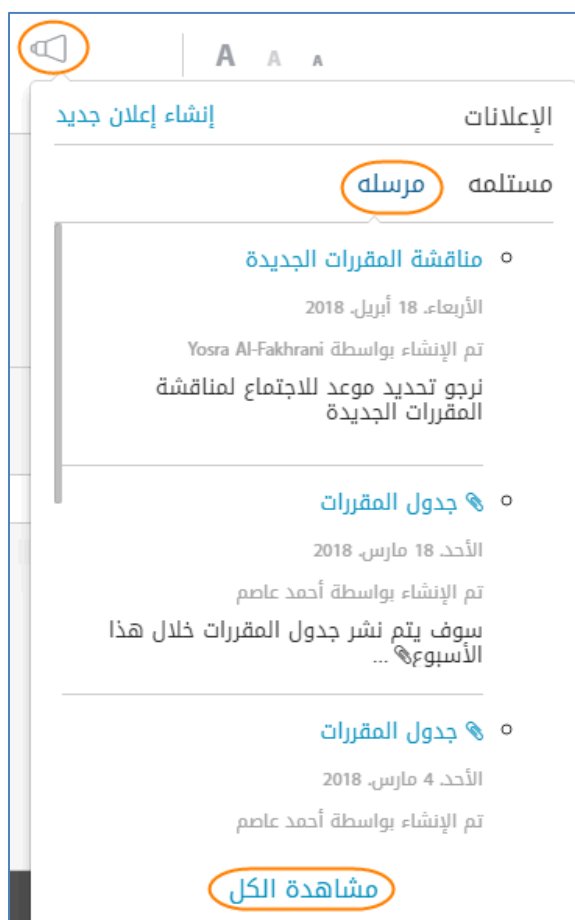 A A A
الإعلانات إنشاء إعلان جديد
مستلمه مرسله
مناقشة المقررات الجديدة
الأربعاء، 18 أبريل، 2018
تم الإنشاء بواسطة Yosra Al-Fakhrani
نرجو تحديد موعد للاجتماع لمناقشة
المقررات الجديدة
جدول المقررات
الأحد، 18 مارس، 2018
تم الإنشاء بواسطة أحمد عاصم
سوف يتم نشر جدول المقررات خلال هذا
الأسبوع ...
جدول المقررات
الأحد، 4 مارس، 2018
تم الإنشاء بواسطة أحمد عاصم
مشاهدة الكل